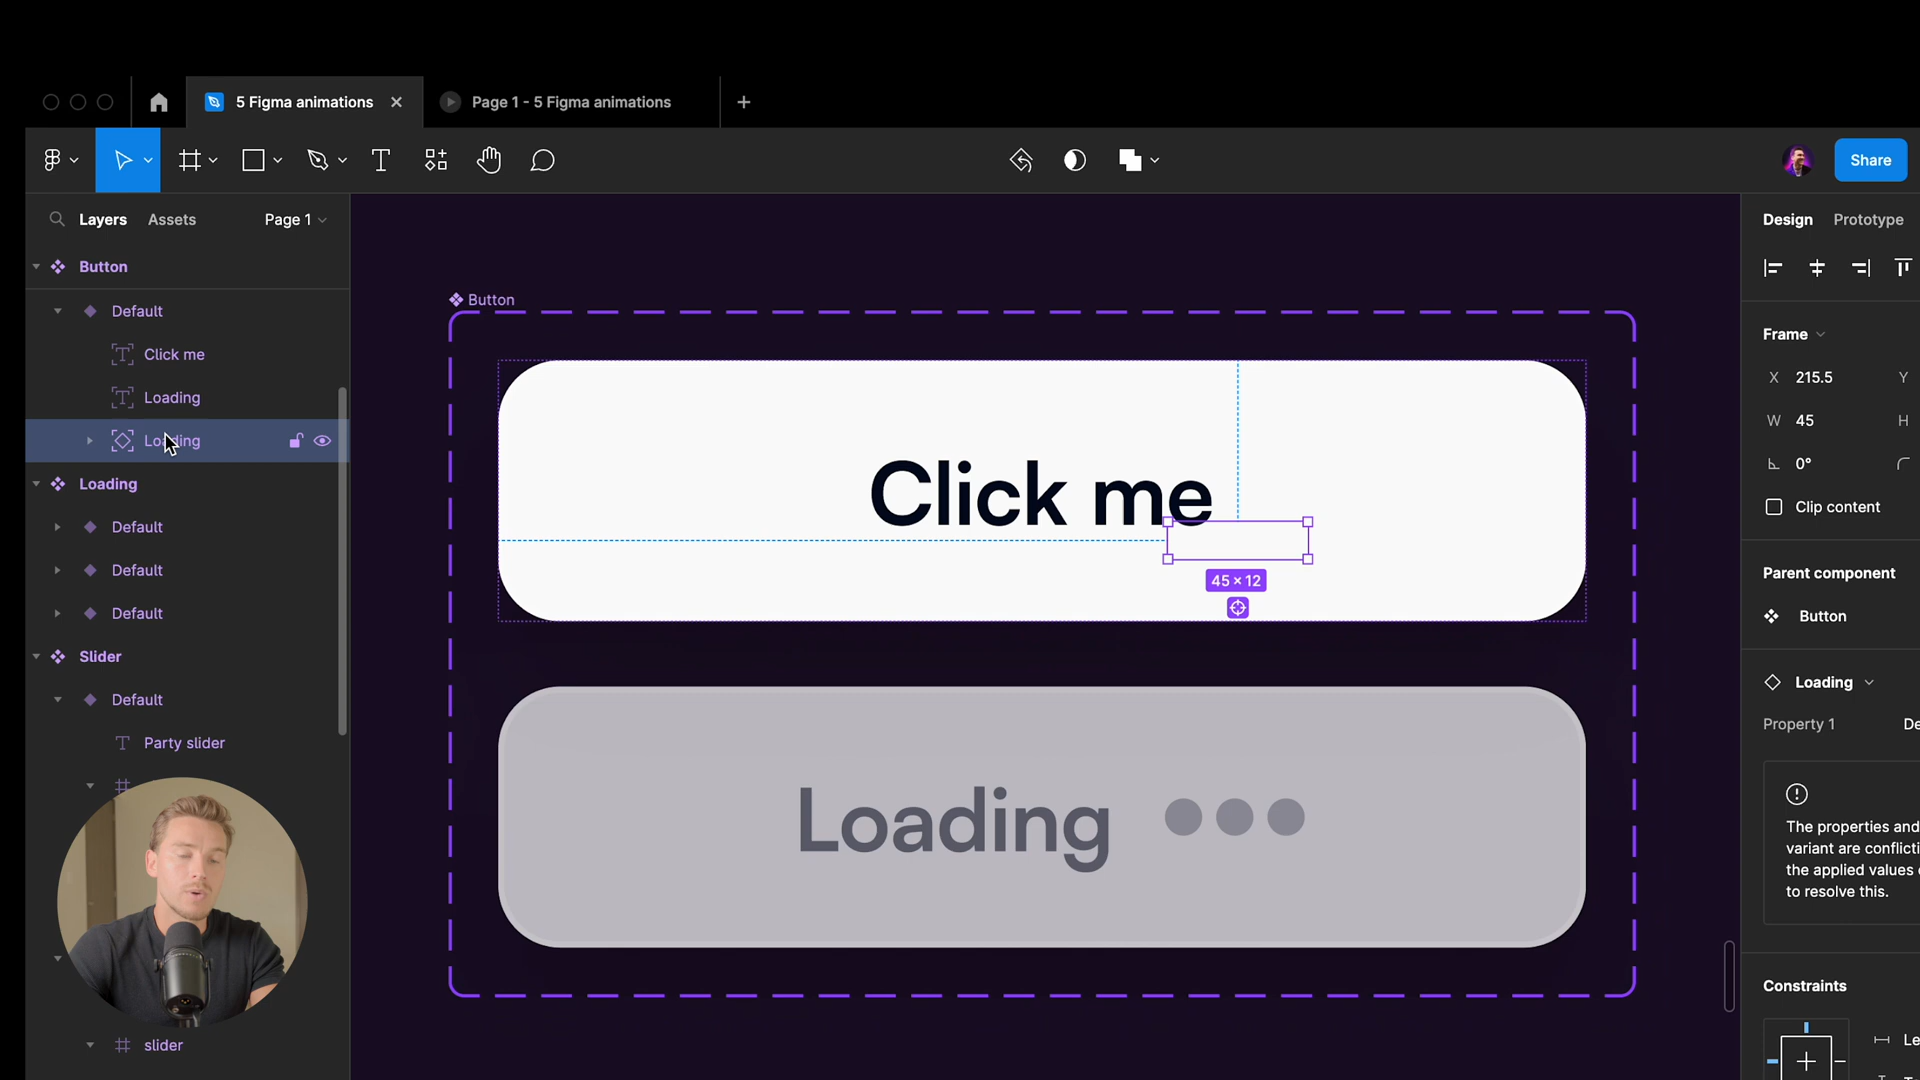 5 Figma animations
Page 1 - 5 Figma animations
Share
Layers
Assets
Page 1
Button
Default
Click me
Loading
Loading
Loading
Default
Default
Default
Slider
Default
Party slider
slider
Button
Click me
45 × 12
Loading
Design
Prototype
Frame
X 215.5
Y
W 45
H
0°
Clip content
Parent component
Button
Loading
Property 1
De
The properties and
variant are conflicti
the applied values
to resolve this.
Constraints
Le